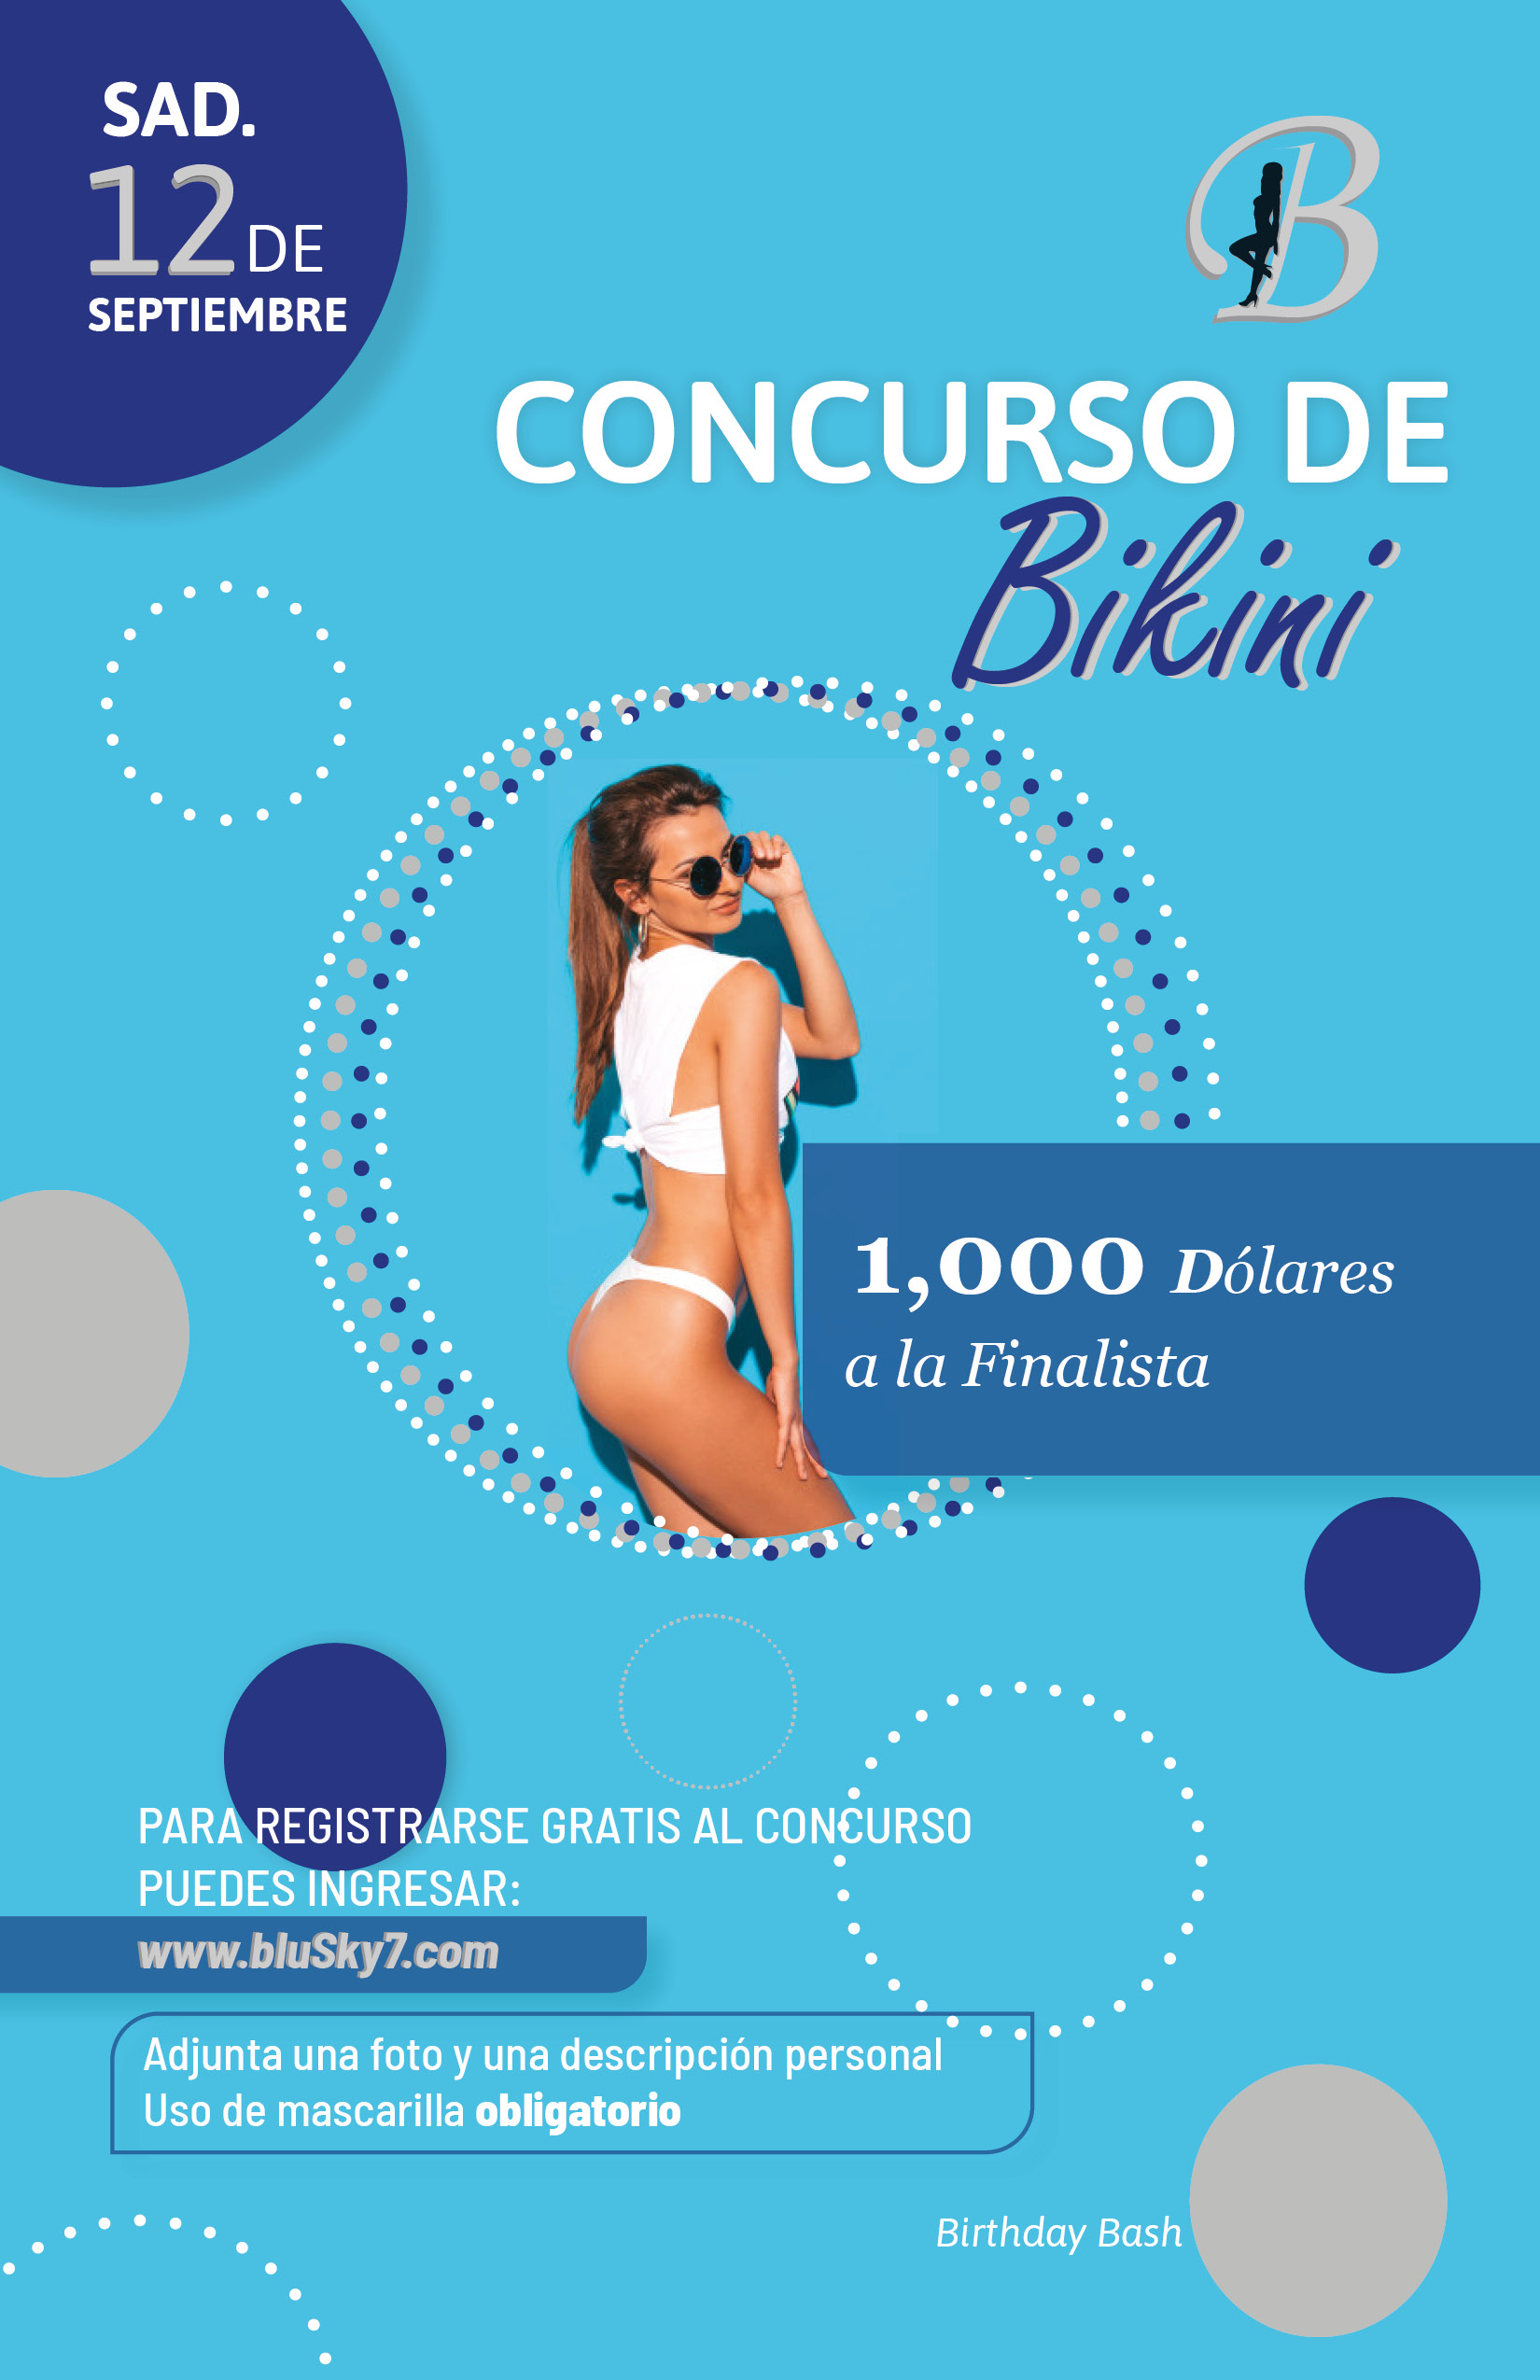 SAD.
12 DE
SEPTIEMBRE
B
CONCURSO DE
Bikini
1,000 Dólares
a la Finalista
PARA REGISTRARSE GRATIS AL CONCURSO
PUEDES INGRESAR:
www.bluSky7.com
Adjunta una foto y una descripción personal
Uso de mascarilla obligatorio
Birthday Bash